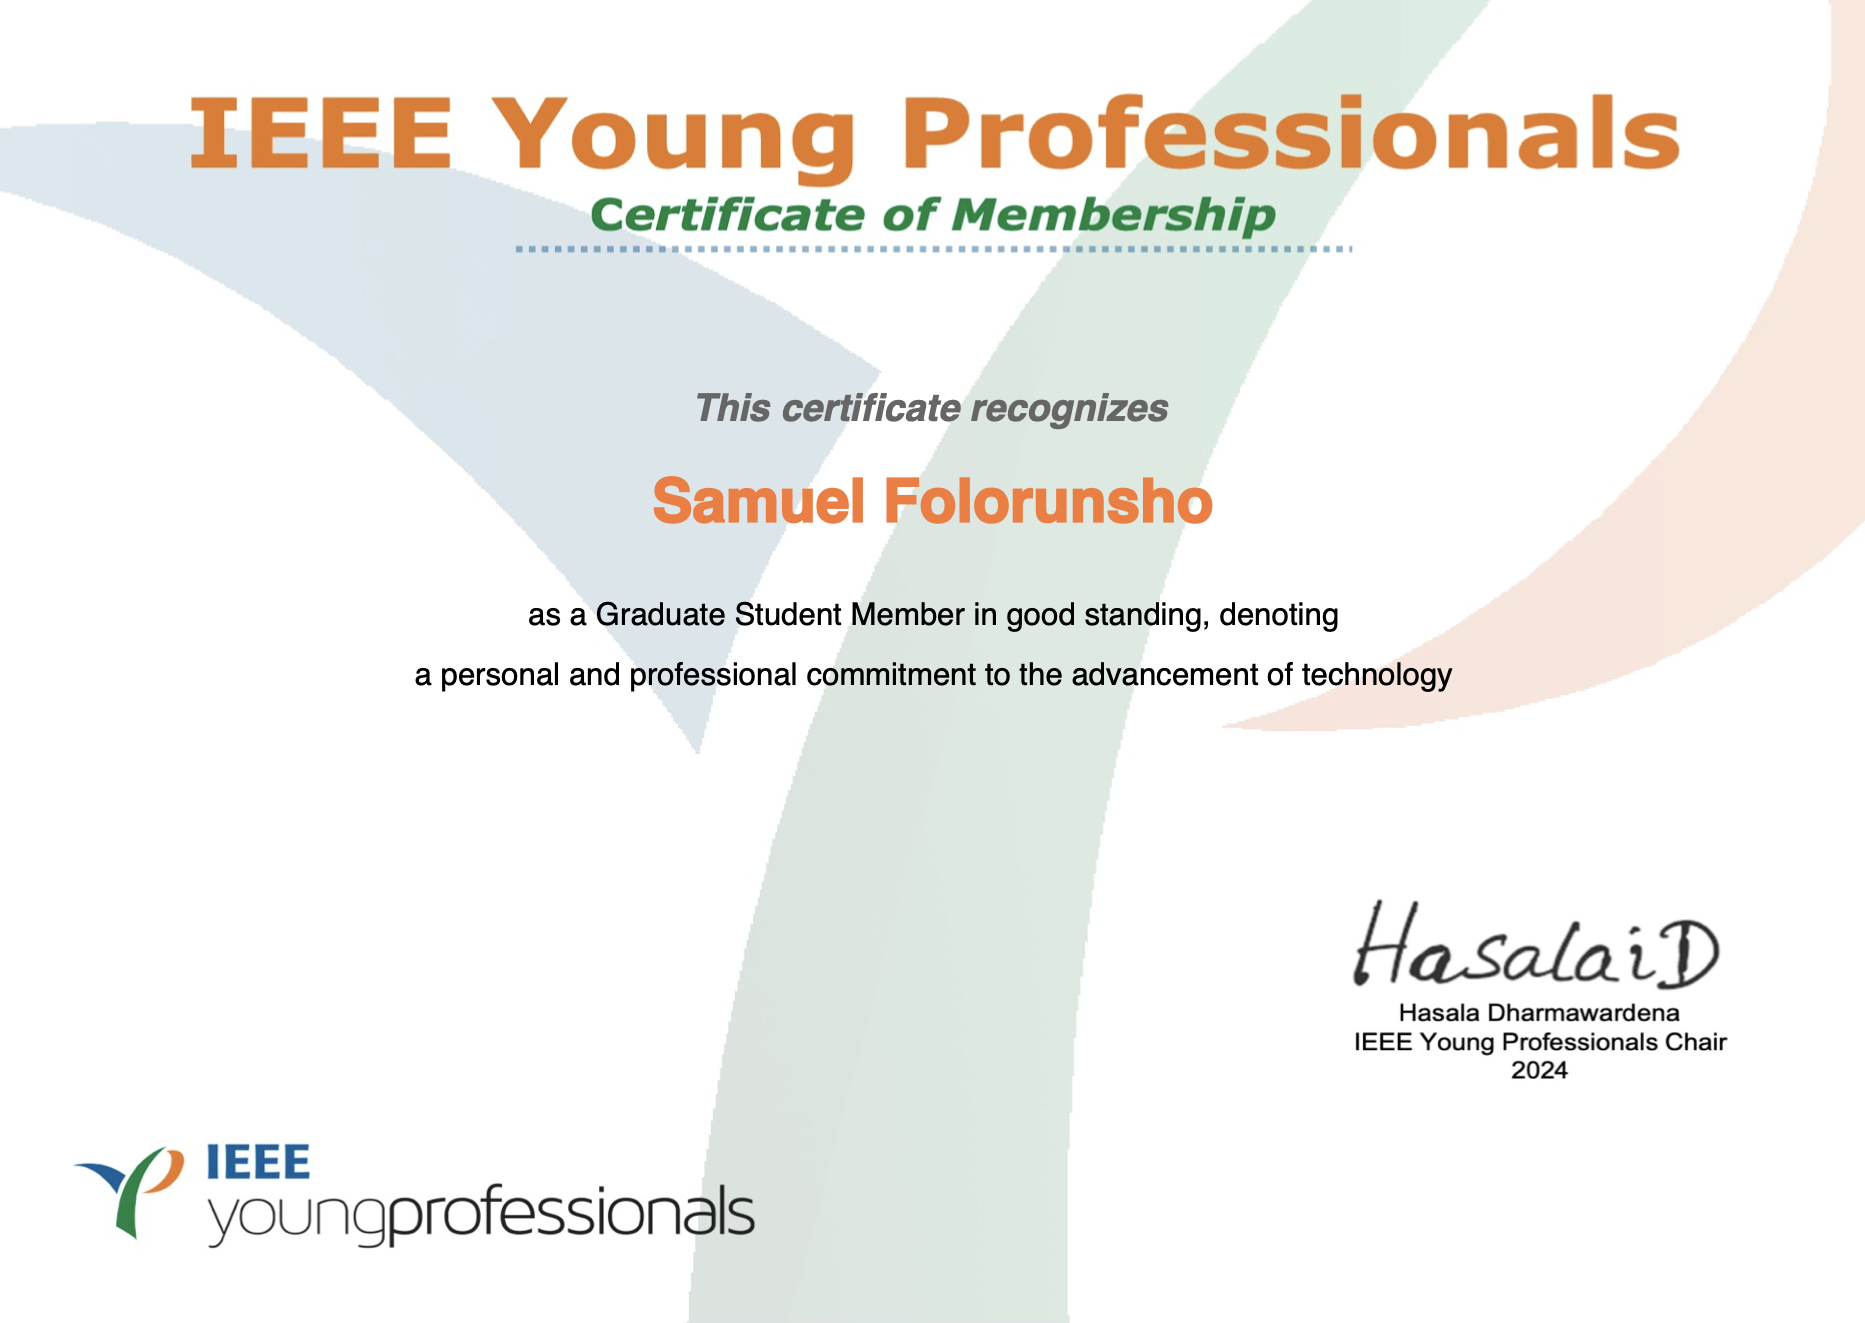 IEEE Young Professionals
Certificate of Membership
This certificate recognizes
Samuel Folorunsho
as a Graduate Student Member in good standing, denoting
a personal and professional commitment to the advancement of technology
HasalaiD
Hasala Dharmawardena
IEEE Young Professionals Chair
2024
IEEE
youngprofessionals